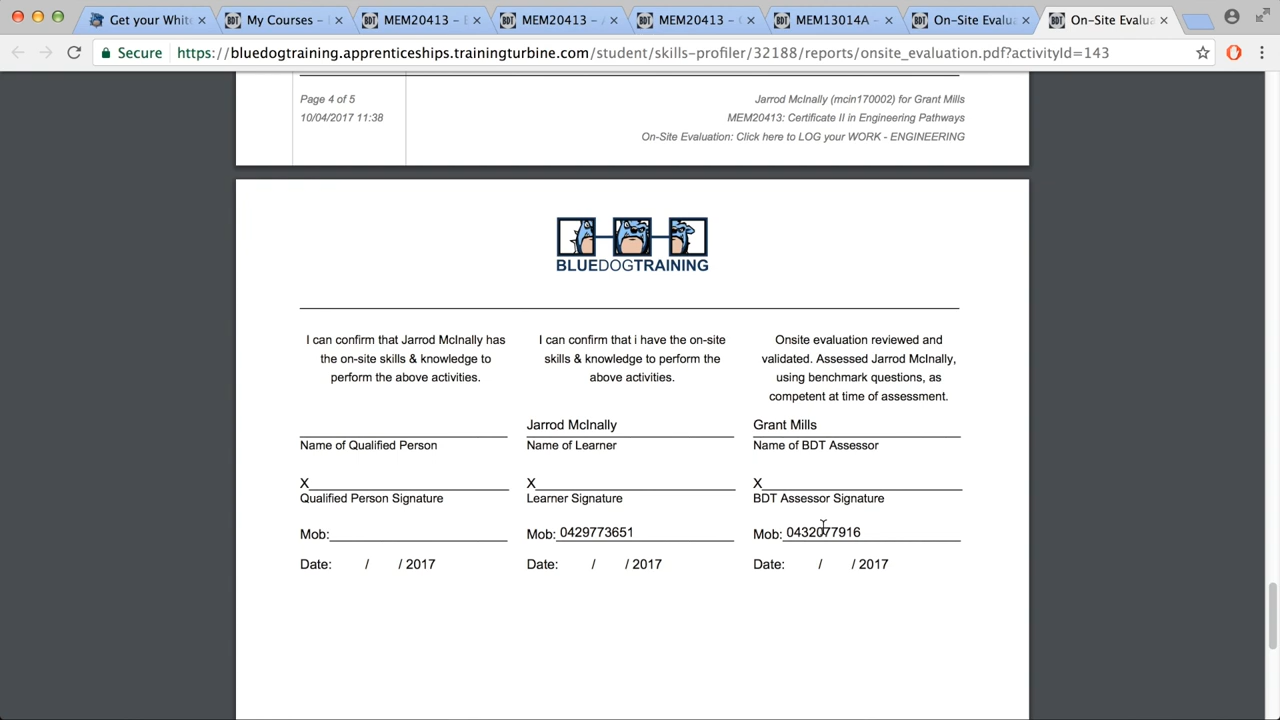 Get your White
My Courses -
MEM20413 -
MEM20413 -
MEM20413 -
MEM13014A -
On-Site Evalua
On-Site Evalua
Secure https://bluedogtraining.apprenticeships.trainingturbine.com/student/skills-profiler/32188/reports/onsite_evaluation.pdf?activityId=143
Page 4 of 5
10/04/2017 11:38
Jarrod McInally (mcin170002) for Grant Mills
MEM20413: Certificate II in Engineering Pathways
On-Site Evaluation: Click here to LOG your WORK - ENGINEERING
BLUEDOGTRAINING
I can confirm that Jarrod McInally has
the on-site skills & knowledge to
perform the above activities.
Name of Qualified Person
X
Qualified Person Signature
Mob:
Date: / / 2017
I can confirm that i have the on-site
skills & knowledge to perform the
above activities.
Jarrod McInally
Name of Learner
X
Learner Signature
Mob: 0429773651
Date: / / 2017
Onsite evaluation reviewed and
validated. Assessed Jarrod McInally,
using benchmark questions, as
competent at time of assessment.
Grant Mills
Name of BDT Assessor
X
BDT Assessor Signature
Mob: 0432077916
Date: / / 2017